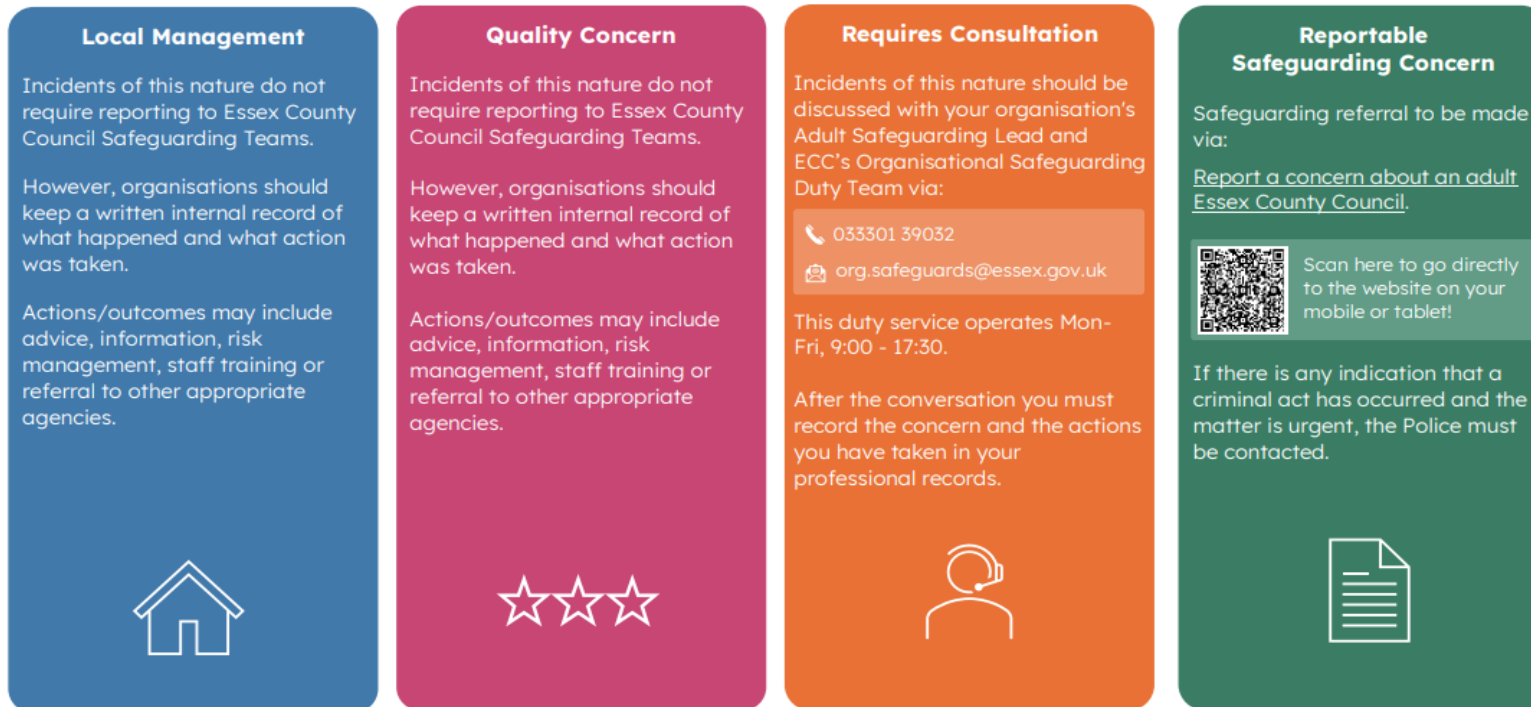 Local Management
Incidents of this nature do not
require reporting to Essex County
Council Safeguarding Teams.
However, organisations should
keep a written internal record of
what happened and what action
was taken.
Actions/outcomes may include
advice, information, risk
management, staff training or
referral to other appropriate
agencies.
Quality Concern
Incidents of this nature do not
require reporting to Essex County
Council Safeguarding Teams.
However, organisations should
keep a written internal record of
what happened and what action
was taken.
Actions/outcomes may include
advice, information, risk
management, staff training or
referral to other appropriate
agencies.
Requires Consultation
Incidents of this nature should be
discussed with your organisation's
Adult Safeguarding Lead and
ECC's Organisational Safeguarding
Duty Team via:
033301 39032
org.safeguards@essex.gov.uk
This duty service operates Mon-
Fri, 9:00 - 17:30.
After the conversation you must
record the concern and the actions
you have taken in your
professional records.
Reportable
Safeguarding Concern
Safeguarding referral to be made
via:
Report a concern about an adult
Essex County Council.
Scan here to go directly
to the website on your
mobile or tablet!
If there is any indication that a
criminal act has occurred and the
matter is urgent, the Police must
be contacted.